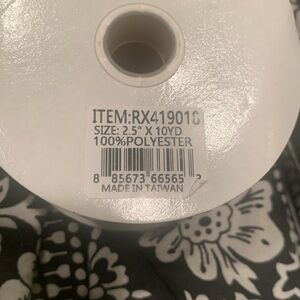 ITEM:RX419018
SIZE: 2.5" X 10YD
100%POLYESTER
8 85673 66565
MADE IN TAIWAN